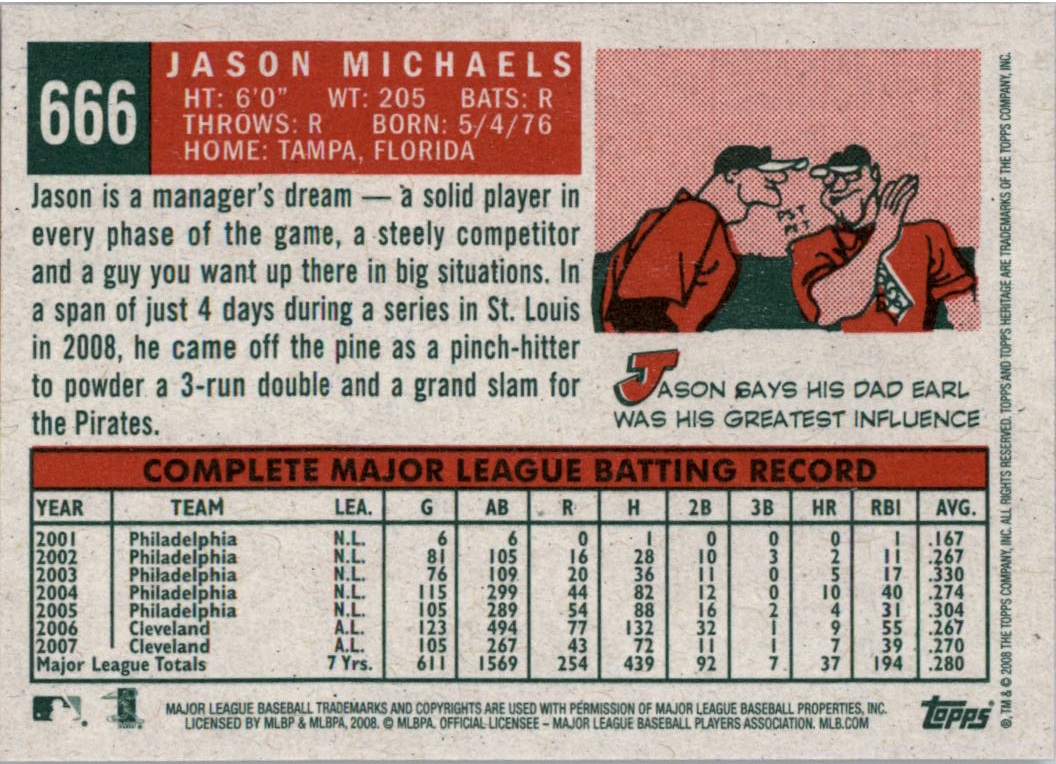 666
JASON MICHAELS
HT: 6'0" WT: 205 BATS: R
THROWS: R BORN: 5/4/76
HOME: TAMPA, FLORIDA
Jason is a manager's dream — a solid player in
every phase of the game, a steely competitor
and a guy you want up there in big situations. In
a span of just 4 days during a series in St. Louis
in 2008, he came off the pine as a pinch-hitter
to powder a 3-run double and a grand slam for
the Pirates.
JASON SAYS HIS DAD EARL
WAS HIS GREATEST INFLUENCE
COMPLETE MAJOR LEAGUE BATTING RECORD
YEAR TEAM LEA. G AB R H 2B 3B HR RBI AVG.
2001 Philadelphia N.L. 6 6 0 1 0 0 0 1 .167
2002 Philadelphia N.L. 81 105 16 28 10 3 2 11 .267
2003 Philadelphia N.L. 76 109 20 36 11 0 5 17 .330
2004 Philadelphia N.L. 115 299 44 82 12 0 10 40 .274
2005 Philadelphia N.L. 105 289 54 88 16 2 4 31 .304
2006 Cleveland A.L. 123 494 77 132 32 1 9 55 .267
2007 Cleveland A.L. 105 267 43 72 11 1 7 39 .270
Major League Totals 7 Yrs. 611 1569 254 439 92 7 37 194 .280
MAJOR LEAGUE BASEBALL TRADEMARKS AND COPYRIGHTS ARE USED WITH PERMISSION OF MAJOR LEAGUE BASEBALL PROPERTIES, INC.
LICENSED BY MLBP & MLBPA, 2008. © MLBPA. OFFICIAL LICENSEE – MAJOR LEAGUE BASEBALL PLAYERS ASSOCIATION. MLB.COM
topps
®, TM & © 2008 THE TOPPS COMPANY, INC. ALL RIGHTS RESERVED. TOPPS AND TOPPS HERITAGE ARE TRADEMARKS OF THE TOPPS COMPANY, INC.